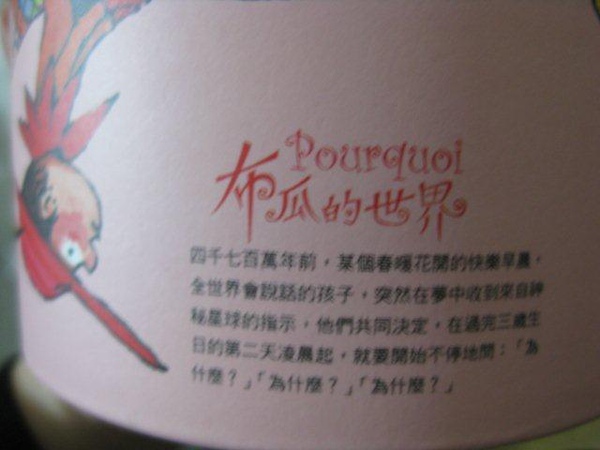 Pourquoi
布瓜的世界
四千七百萬年前，某個春暖花開的快樂早晨，
全世界會說話的孩子，突然在夢中收到來自神
秘星球的指示，他們共同決定，在過完三歲生
日的第二天凌晨起，就要開始不停地問：「為
什麼？」「為什麼？」「為什麼？」